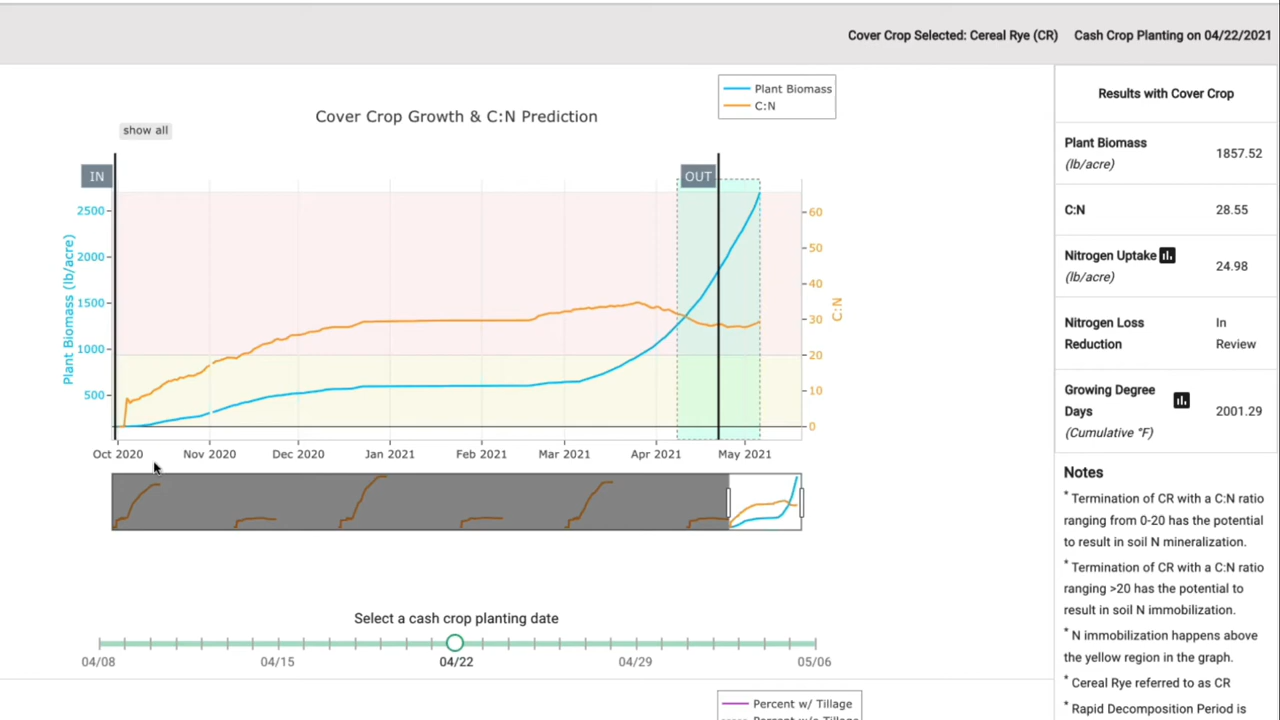 Cover Crop Selected: Cereal Rye (CR) Cash Crop Planting on 04/22/2021
Plant Biomass
C:N
Cover Crop Growth & C:N Prediction
show all
IN
OUT
2500
2000
1500
1000
500
Plant Biomass (lb/acre)
60
50
40
30
20
10
0
C:N
Oct 2020 Nov 2020 Dec 2020 Jan 2021 Feb 2021 Mar 2021 Apr 2021 May 2021
Select a cash crop planting date
04/08 04/15 04/22 04/29 05/06
Percent w/ Tillage
Results with Cover Crop
Plant Biomass
(lb/acre)
1857.52
C:N
28.55
Nitrogen Uptake
(lb/acre)
24.98
Nitrogen Loss
Reduction
In
Review
Growing Degree
Days
(Cumulative °F)
2001.29
Notes
* Termination of CR with a C:N ratio
ranging from 0-20 has the potential
to result in soil N mineralization.
* Termination of CR with a C:N ratio
ranging >20 has the potential to
result in soil N immobilization.
* N immobilization happens above
the yellow region in the graph.
* Cereal Rye referred to as CR
* Rapid Decomposition Period is